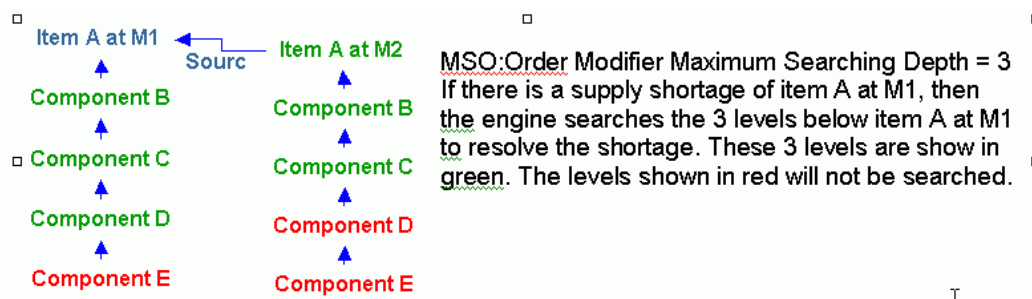 Item A at M1
Sourc
Component B
Component C
Component D
Component E
Item A at M2
Component B
Component C
Component D
Component E
MSO:Order Modifier Maximum Searching Depth = 3
If there is a supply shortage of item A at M1, then
the engine searches the 3 levels below item A at M1
to resolve the shortage. These 3 levels are show in
green. The levels shown in red will not be searched.